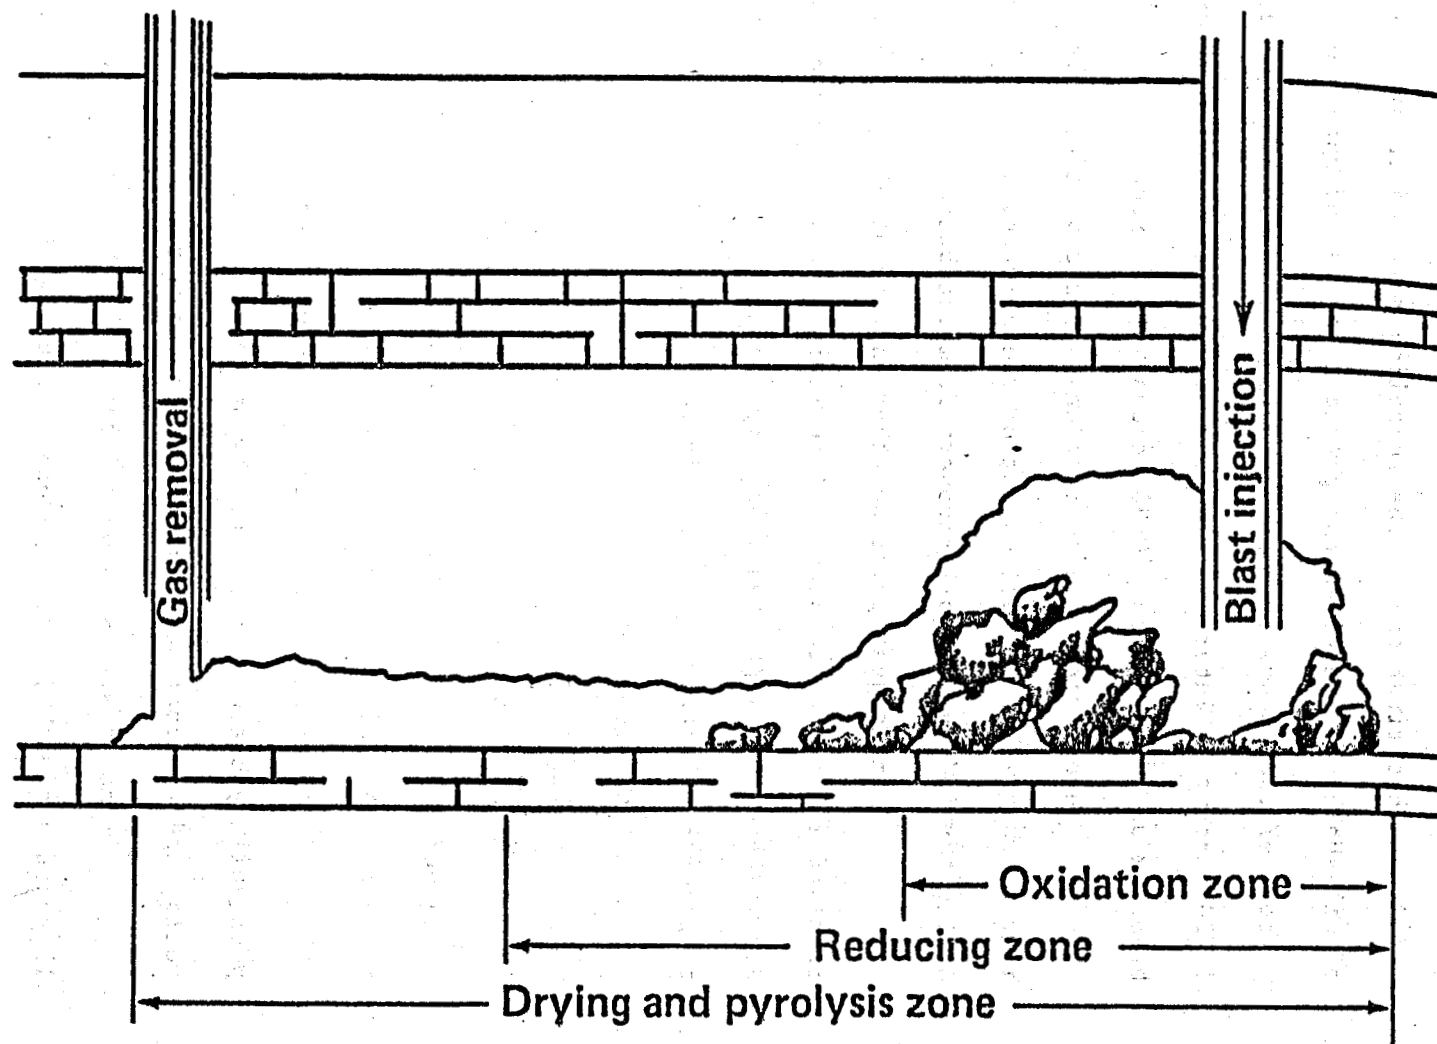 Gas removal
Blast injection
Oxidation zone
Reducing zone
Drying and pyrolysis zone